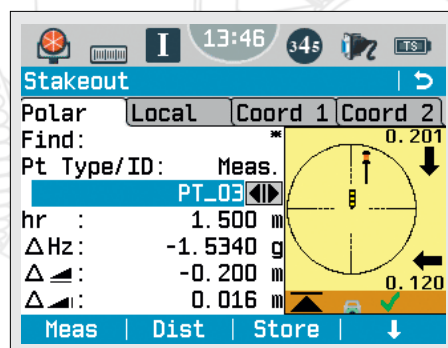 I 13:46 345 TS
Stakeout
Polar Local Coord 1 Coord 2
Find: *
0.201
Pt Type/ID: Meas.
PT_03
hr : 1.500 m
ΔHz: -1.5340 g
Δ◢: -0.200 m
0.120
Δ◢ı: 0.016 m
Meas | Dist | Store | ↓